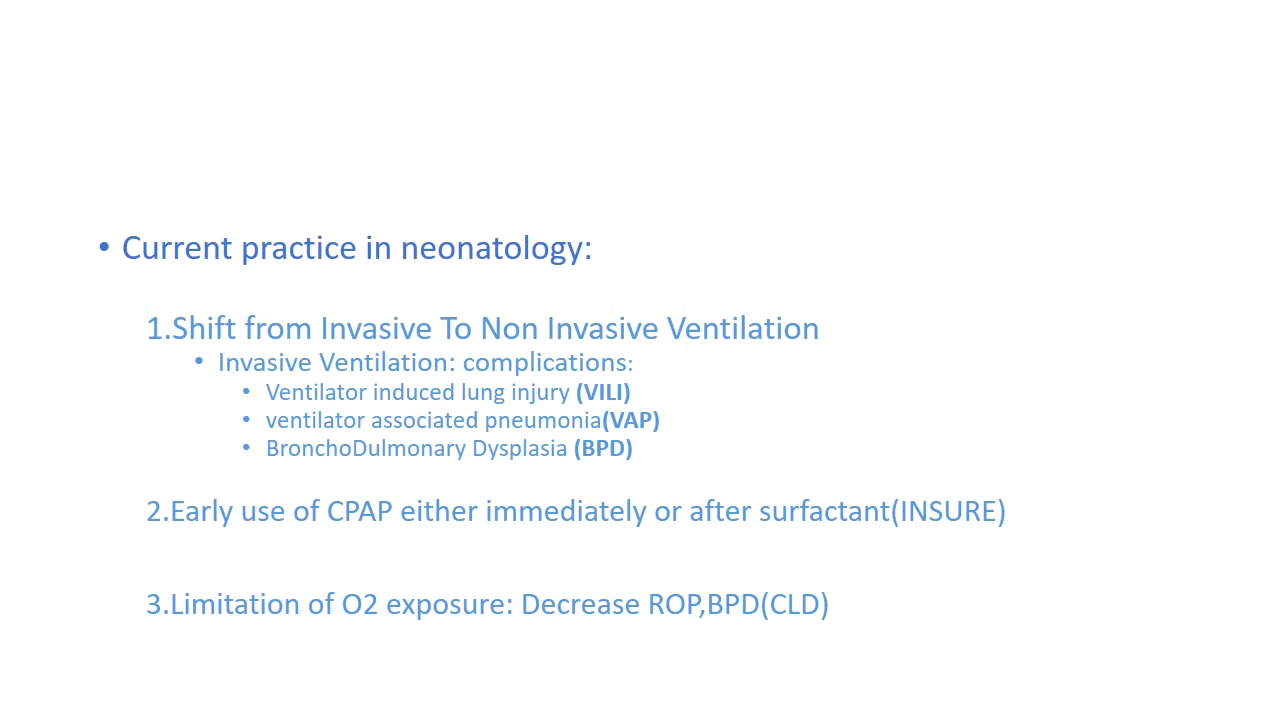 • Current practice in neonatology:
1.Shift from Invasive To Non Invasive Ventilation
• Invasive Ventilation: complications:
• Ventilator induced lung injury (VILI)
• ventilator associated pneumonia(VAP)
• BronchoDulmonary Dysplasia (BPD)
2.Early use of CPAP either immediately or after surfactant(INSURE)
3.Limitation of O2 exposure: Decrease ROP,BPD(CLD)